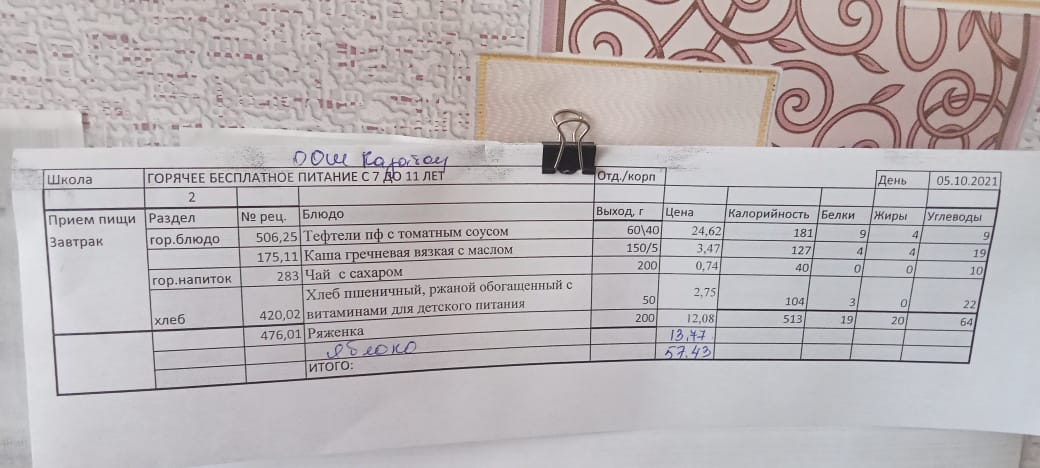 ООШ
Школа ГОРЯЧЕЕ БЕСПЛАТНОЕ ПИТАНИЕ С 7 ДО 11 ЛЕТ Отд./корп День 05.10.2021
2
Прием пищи Раздел № рец. Блюдо Выход, г Цена Калорийность Белки Жиры Углеводы
Завтрак гор.блюдо 506,25 Тефтели пф с томатным соусом 60\40 24,62 181 9 4 9
175,11 Каша гречневая вязкая с маслом 150/5 3,47 127 4 4 19
гор.напиток 283 Чай с сахаром 200 0,74 40 0 0 10
хлеб 420,02 Хлеб пшеничный, ржаной обогащенный с
витаминами для детского питания 50 2,75 104 3 0 22
476,01 Ряженка 200 12,08 513 19 20 64
яблоко 13,77
ИТОГО: 57,43